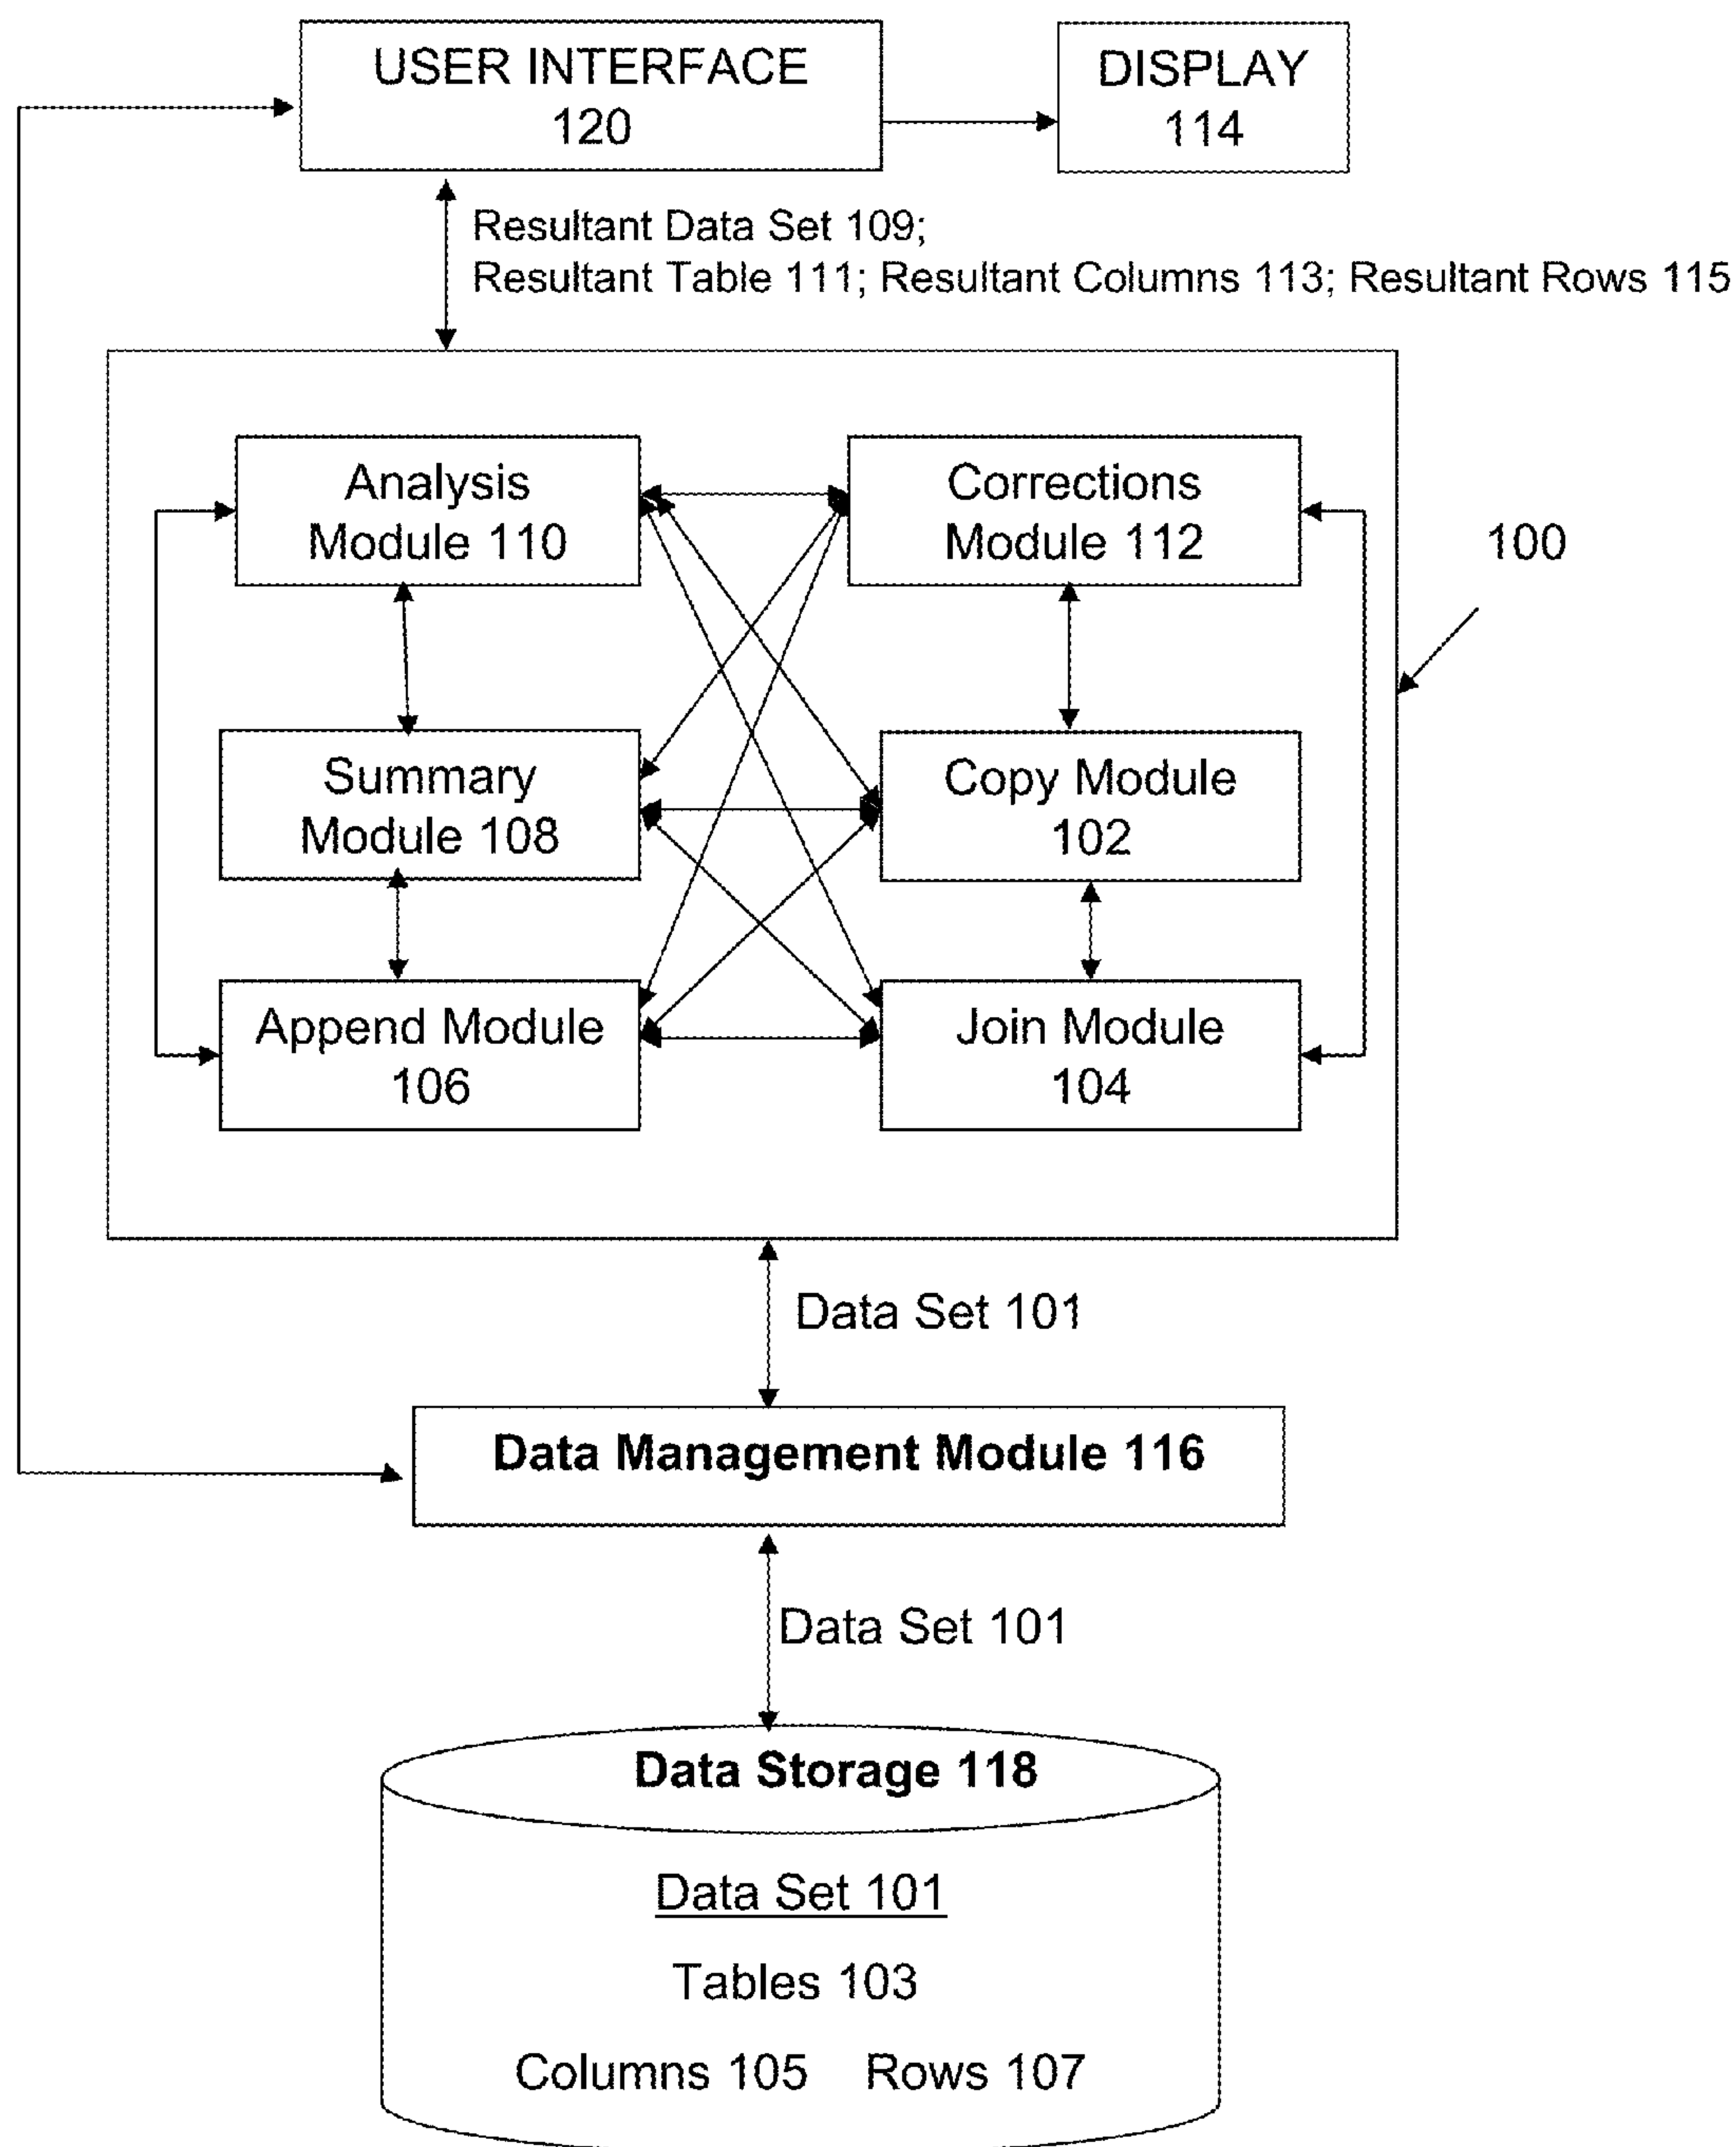 USER INTERFACE
120
DISPLAY
114
Resultant Data Set 109;
Resultant Table 111; Resultant Columns 113; Resultant Rows 115
Analysis
Module 110
Corrections
Module 112
100
Summary
Module 108
Copy Module
102
Append Module
106
Join Module
104
Data Set 101
Data Management Module 116
Data Set 101
Data Storage 118
Data Set 101
Tables 103
Columns 105 Rows 107